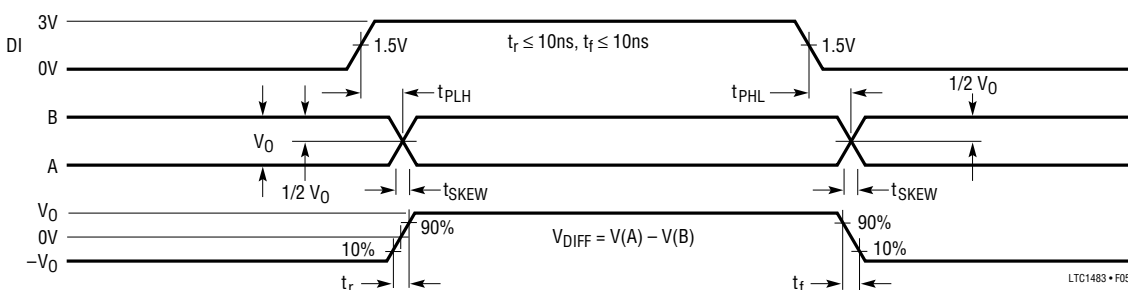 3V
DI
1.5V
tr ≤ 10ns, tf ≤ 10ns
1.5V
0V
tPLH
tPHL
1/2 VO
B
VO
A
1/2 VO
tSKEW
tSKEW
VO
90%
90%
0V
VDIFF = V(A) – V(B)
10%
10%
–VO
tr
tf
LTC1483 • F05